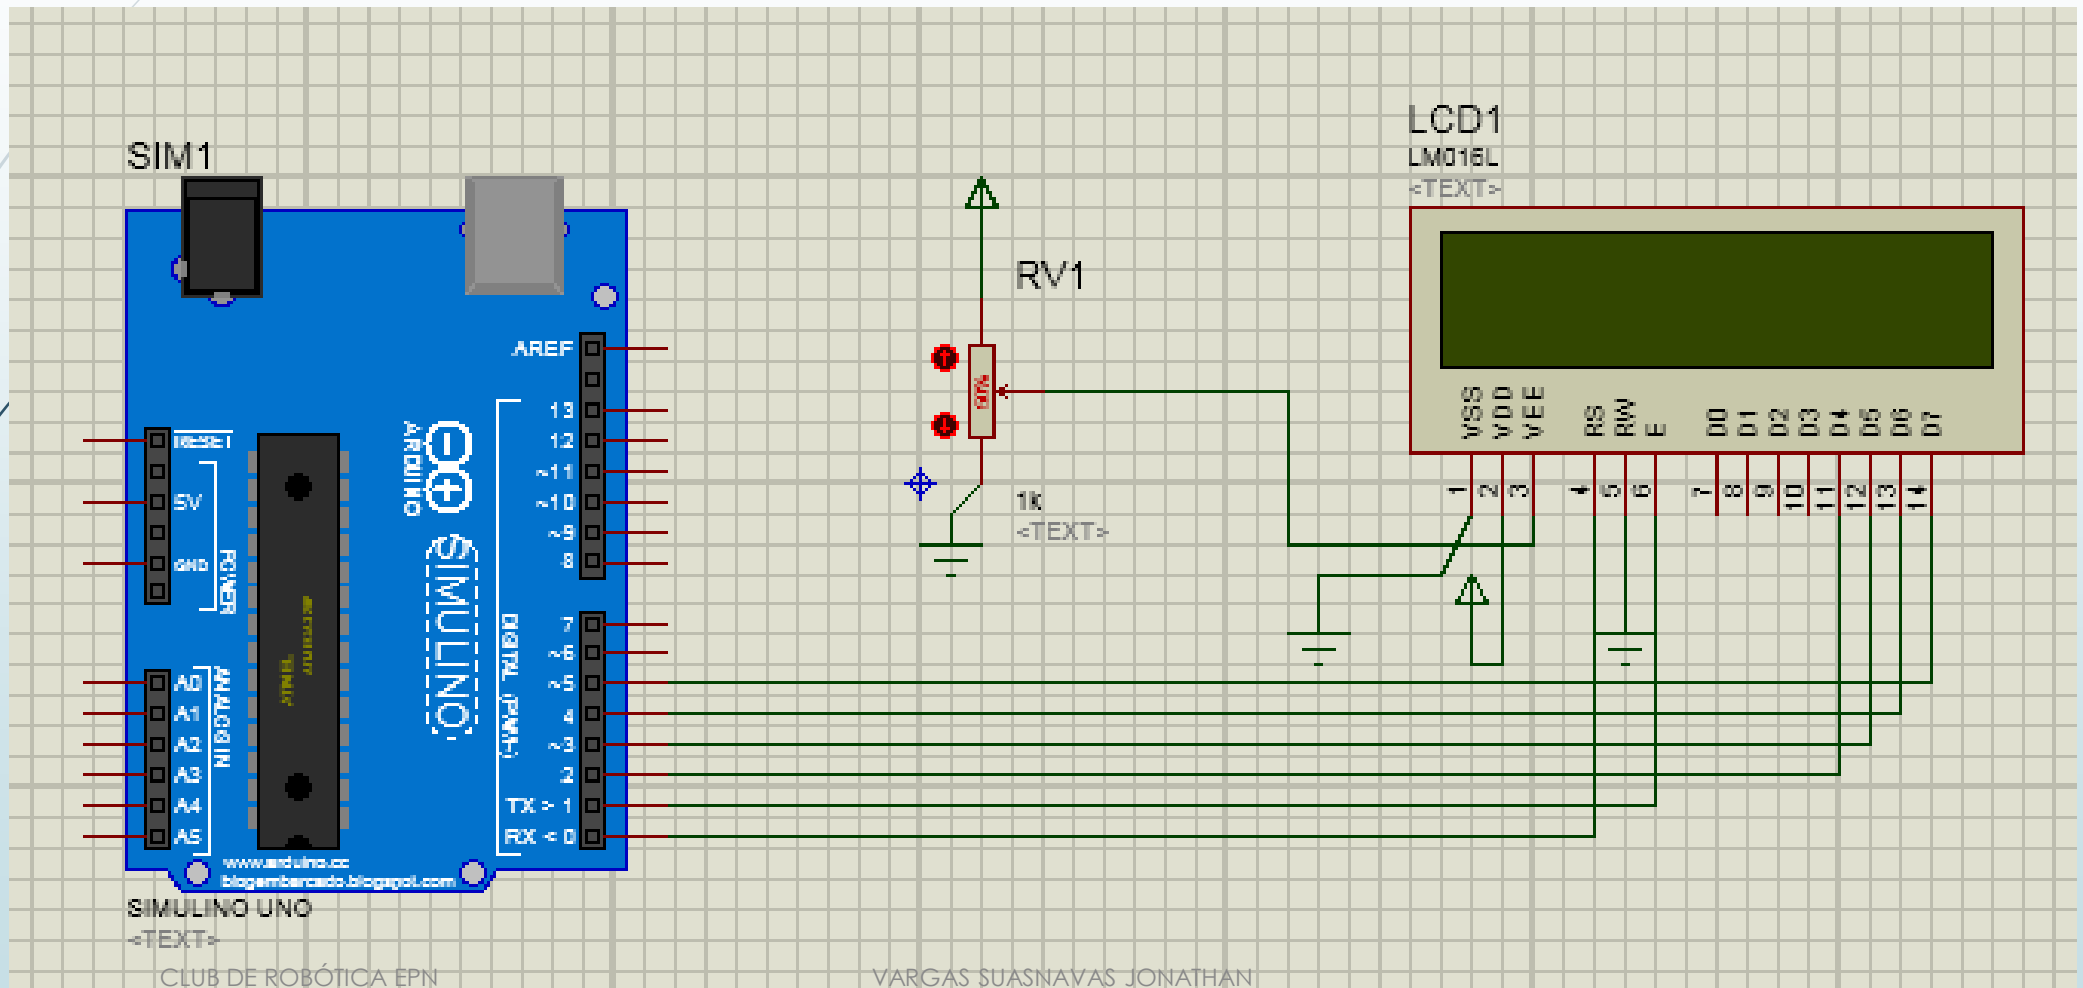 SIM1
LCD1
LM016L
<TEXT>
RV1
1k
<TEXT>
AREF
13
12
~11
~10
~9
8
7
~6
~5
4
~3
2
TX > 1
RX < 0
DIGITAL (PWM~)
RESET
5V
GND
POWER
A0
A1
A2
A3
A4
A5
ANALOG IN
ARDUINO
SIMULINO
www.arduino.cc
blogembarcado.blogspot.com
SIMULINO UNO
<TEXT>
VSS VDD VEE RS RW E D0 D1 D2 D3 D4 D5 D6 D7
1 2 3 4 5 6 7 8 9 10 11 12 13 14
CLUB DE ROBÓTICA EPN
VARGAS SUASNAVAS JONATHAN